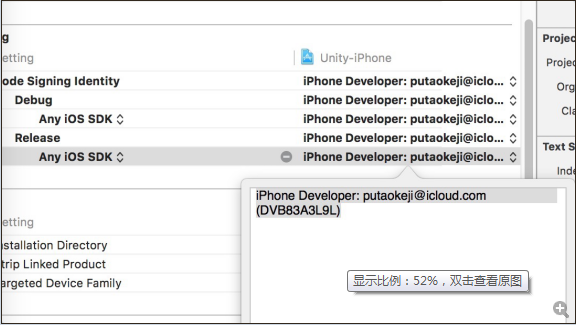 Projec
ng
etting Unity-iPhone
ode Signing Identity iPhone Developer: putaokeji@iclo...
Projec
Debug iPhone Developer: putaokeji@iclo...
Org
Any iOS SDK iPhone Developer: putaokeji@iclo...
Cla
Release iPhone Developer: putaokeji@iclo...
Text S
Any iOS SDK iPhone Developer: putaokeji@iclo...
Inde
iPhone Developer: putaokeji@icloud.com
(DVB83A3L9L)
etting
nstallation Directory
trip Linked Product
argeted Device Family
显示比例：52%，双击查看原图